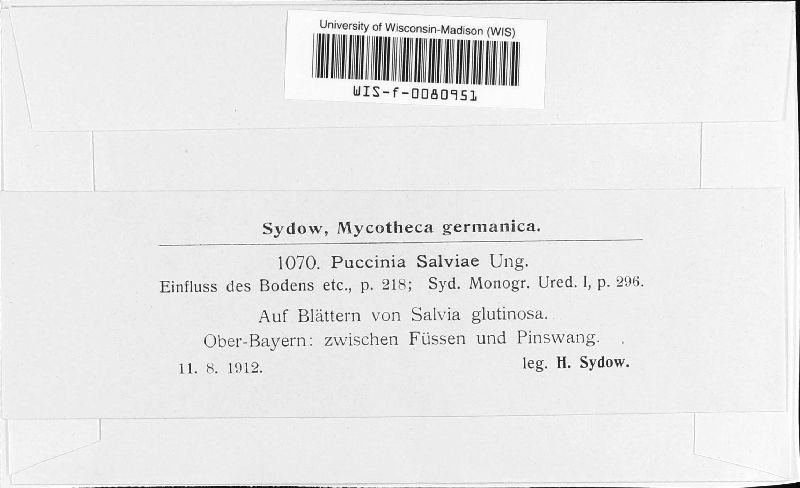 University of Wisconsin-Madison (WIS)
WIS-f-0080951
Sydow, Mycotheca germanica.
1070. Puccinia Salviae Ung.
Einfluss des Bodens etc., p. 218; Syd. Monogr. Ured. I, p. 296.
Auf Blättern von Salvia glutinosa.
Ober-Bayern: zwischen Füssen und Pinswang.
11. 8. 1912. leg. H. Sydow.